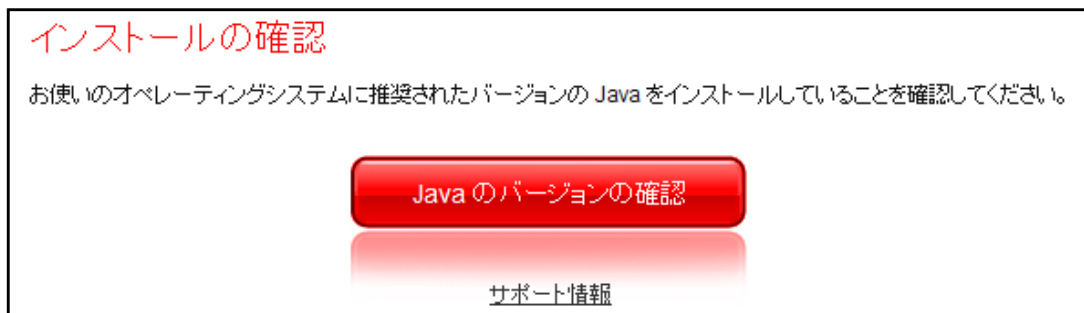 インストールの確認
お使いのオペレーティングシステムに推奨されたバージョンの Java をインストールしていることを確認してください。
Java のバージョンの確認
サポート情報